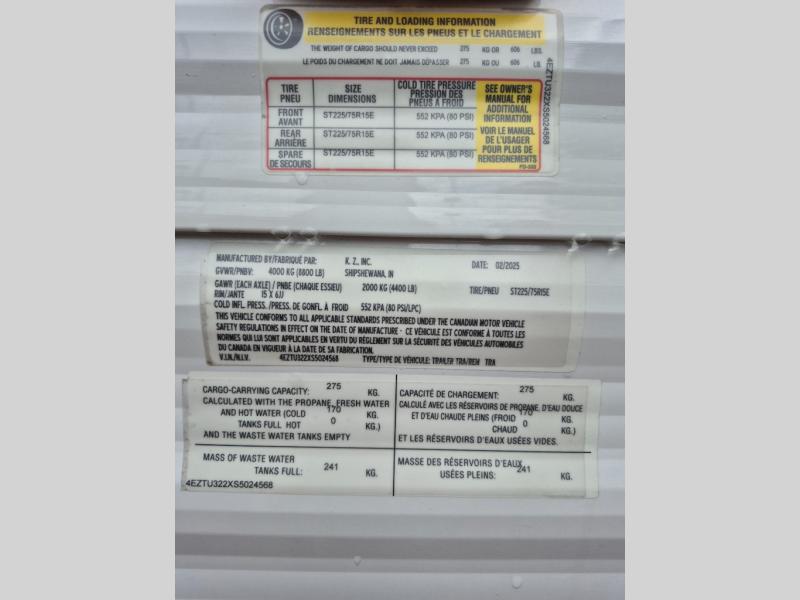 TIRE AND LOADING INFORMATION
RENSEIGNEMENTS SUR LES PNEUS ET LE CHARGEMENT
THE WEIGHT OF CARGO SHOULD NEVER EXCEED 275 KG OR 606 LBS.
LE POIDS DU CHARGEMENT NE DOIT JAMAIS DÉPASSER 275 KG OU 606 LB.
TIRE PNEU
SIZE DIMENSIONS
COLD TIRE PRESSURE
PRESSION DES PNEUS À FROID
SEE OWNER'S MANUAL FOR ADDITIONAL INFORMATION
FRONT AVANT ST225/75R15E 552 KPA (80 PSI)
REAR ARRIÈRE ST225/75R15E 552 KPA (80 PSI)
SPARE DE SECOURS ST225/75R15E 552 KPA (80 PSI)
VOIR LE MANUEL DE L'USAGER POUR PLUS DE RENSEIGNEMENTS
4EZTU322XS5024568
MANUFACTURED BY/FABRIQUÉ PAR: K. Z., INC. DATE: 02/2025
GVWR/PNBV: 4000 KG (8800 LB) SHIPSHEWANA, IN
GAWR (EACH AXLE) / PNBE (CHAQUE ESSIEU) 2000 KG (4400 LB) TIRE/PNEU ST225/75R15E
RIM/JANTE 15 X 6JJ
COLD INFL. PRESS. /PRESS. DE GONFL. À FROID 552 KPA (80 PSI/LPC)
THIS VEHICLE CONFORMS TO ALL APPLICABLE STANDARDS PRESCRIBED UNDER THE CANADIAN MOTOR VEHICLE
SAFETY REGULATIONS IN EFFECT ON THE DATE OF MANUFACTURE - CE VÉHICULE EST CONFORME À TOUTES LES
NORMES QUI LUI SONT APPLICABLES EN VERTU DU RÈGLEMENT SUR LA SÉCURITÉ DES VÉHICULES AUTOMOBILES
DU CANADA EN VIGUEUR À LA DATE DE SA FABRICATION.
V.I.N./N.I.V. 4EZTU322XS5024568 TYPE/TYPE DE VÉHICULE: TRAILER TRA/REM TRA
CARGO-CARRYING CAPACITY: 275 KG.
CALCULATED WITH THE PROPANE, FRESH WATER
AND HOT WATER (COLD 170 KG.
TANKS FULL HOT 0 KG.)
AND THE WASTE WATER TANKS EMPTY
CAPACITÉ DE CHARGEMENT: 275 KG.
CALCULÉ AVEC LES RÉSERVOIRS DE PROPANE, D'EAU DOUCE
ET D'EAU CHAUDE PLEINS (FROID 170 KG.
CHAUD 0 KG.)
ET LES RÉSERVOIRS D'EAUX USÉES VIDES.
MASS OF WASTE WATER
TANKS FULL: 241 KG.
4EZTU322XS5024568
MASSE DES RÉSERVOIRS D'EAUX
USÉES PLEINS: 241 KG.